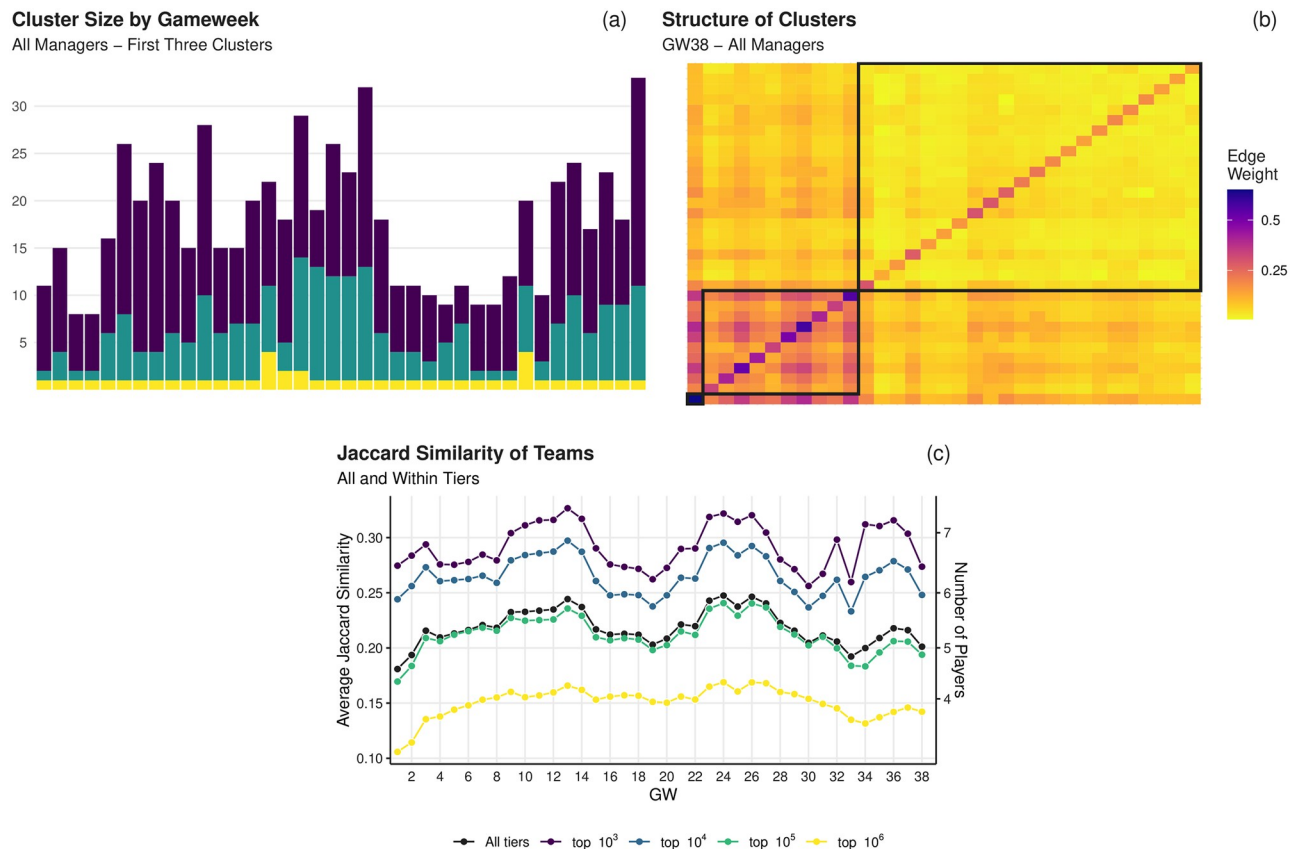 Cluster Size by Gameweek
(a)
All Managers – First Three Clusters
30
25
20
15
10
5
Structure of Clusters
(b)
GW38 – All Managers
Edge
Weight
0.5
0.25
Jaccard Similarity of Teams
(c)
All and Within Tiers
Average Jaccard Similarity
0.30
0.25
0.20
0.15
0.10
7
6
5
4
Number of Players
2 4 6 8 10 12 14 16 18 20 22 24 26 28 30 32 34 36 38
GW
All tiers top 10³ top 10⁴ top 10⁵ top 10⁶